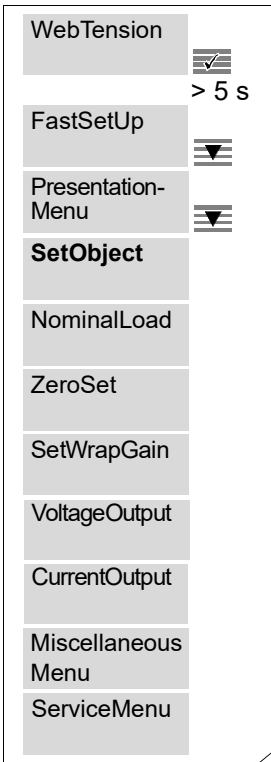 WebTension
> 5 s
FastSetUp
Presentation-
Menu
SetObject
NominalLoad
ZeroSet
SetWrapGain
VoltageOutput
CurrentOutput
Miscellaneous
Menu
ServiceMenu